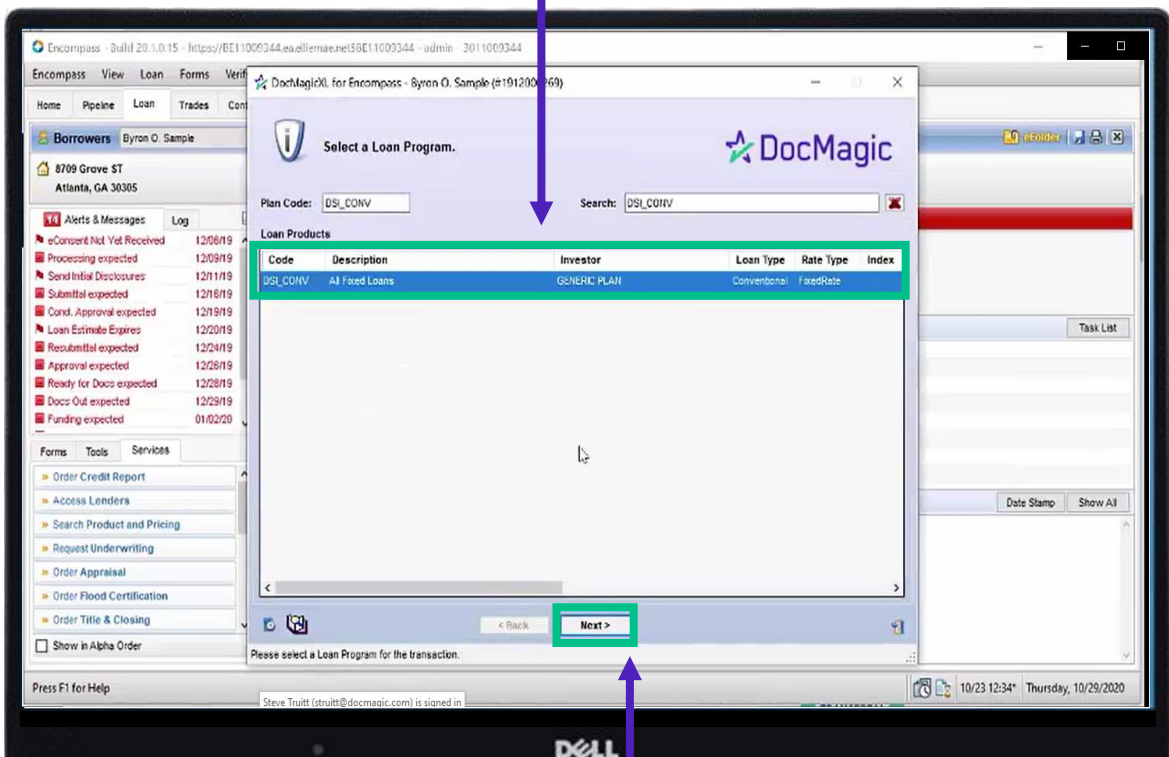 Encompass - Build 20.1.0.15 - https://BE11009344.ea.elliemae.net$BE11009344 - admin - 3011009344
Encompass View Loan Forms Verif
Home Pipeline Loan Trades Cont
Borrowers Byron O. Sample
8709 Grove ST
Atlanta, GA 30305
Alerts & Messages Log
eConsent Not Yet Received 12/06/19
Processing expected 12/09/19
Send Initial Disclosures 12/11/19
Submittal expected 12/16/19
Cond. Approval expected 12/19/19
Loan Estimate Expires 12/20/19
Resubmittal expected 12/24/19
Approval expected 12/26/19
Ready for Docs expected 12/28/19
Docs Out expected 12/29/19
Funding expected 01/02/20
Forms Tools Services
Order Credit Report
Access Lenders
Search Product and Pricing
Request Underwriting
Order Appraisal
Order Flood Certification
Order Title & Closing
Show in Alpha Order
DocMagicXL for Encompass - Byron O. Sample
Select a Loan Program.
DocMagic
Plan Code: DSI_CONV Search: DSI_CONV
Loan Products
Code Description Investor Loan Type Rate Type Index
DSI_CONV All Fixed Loans GENERIC PLAN Conventional FixedRate
< Back Next >
Please select a Loan Program for the transaction.
eFolder
Task List
Date Stamp Show All
Press F1 for Help
10/23 12:34* Thursday, 10/29/2020
Steve Truitt (struitt@docmagic.com) is signed in
DELL